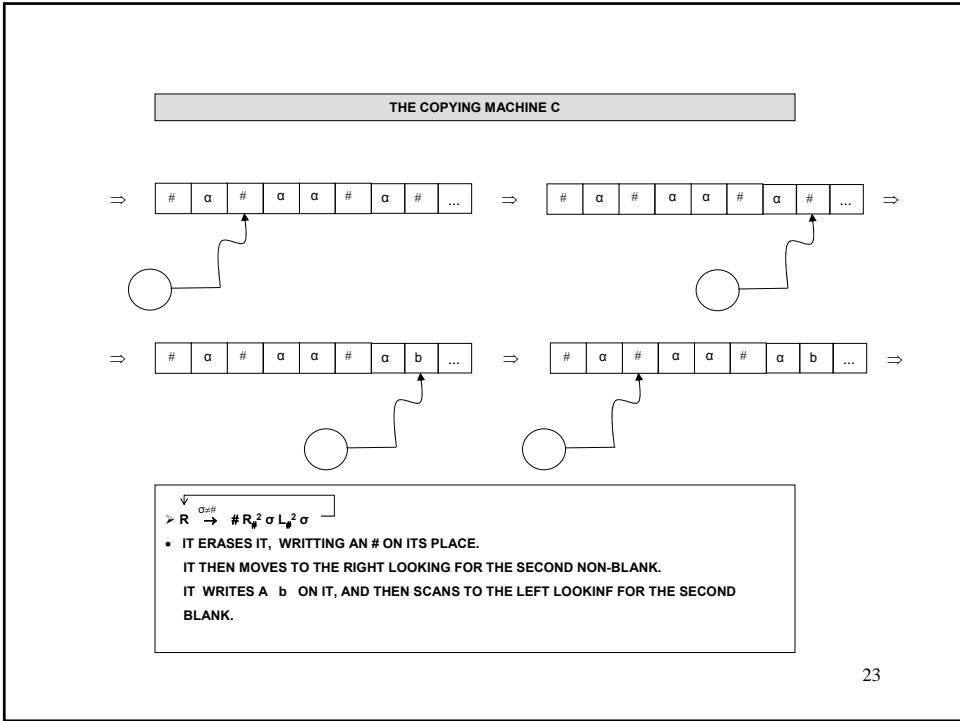 THE COPYING MACHINE C
⇒ # α # α α # α # ... ⇒ # α # α α # α # ... ⇒
⇒ # α # α α # α b ... ⇒ # α # α α # α b ... ⇒
➢ R σ≠# → # R#² σ L#² σ
• IT ERASES IT, WRITTING AN # ON ITS PLACE.
IT THEN MOVES TO THE RIGHT LOOKING FOR THE SECOND NON-BLANK.
IT WRITES A b ON IT, AND THEN SCANS TO THE LEFT LOOKINF FOR THE SECOND
BLANK.
23